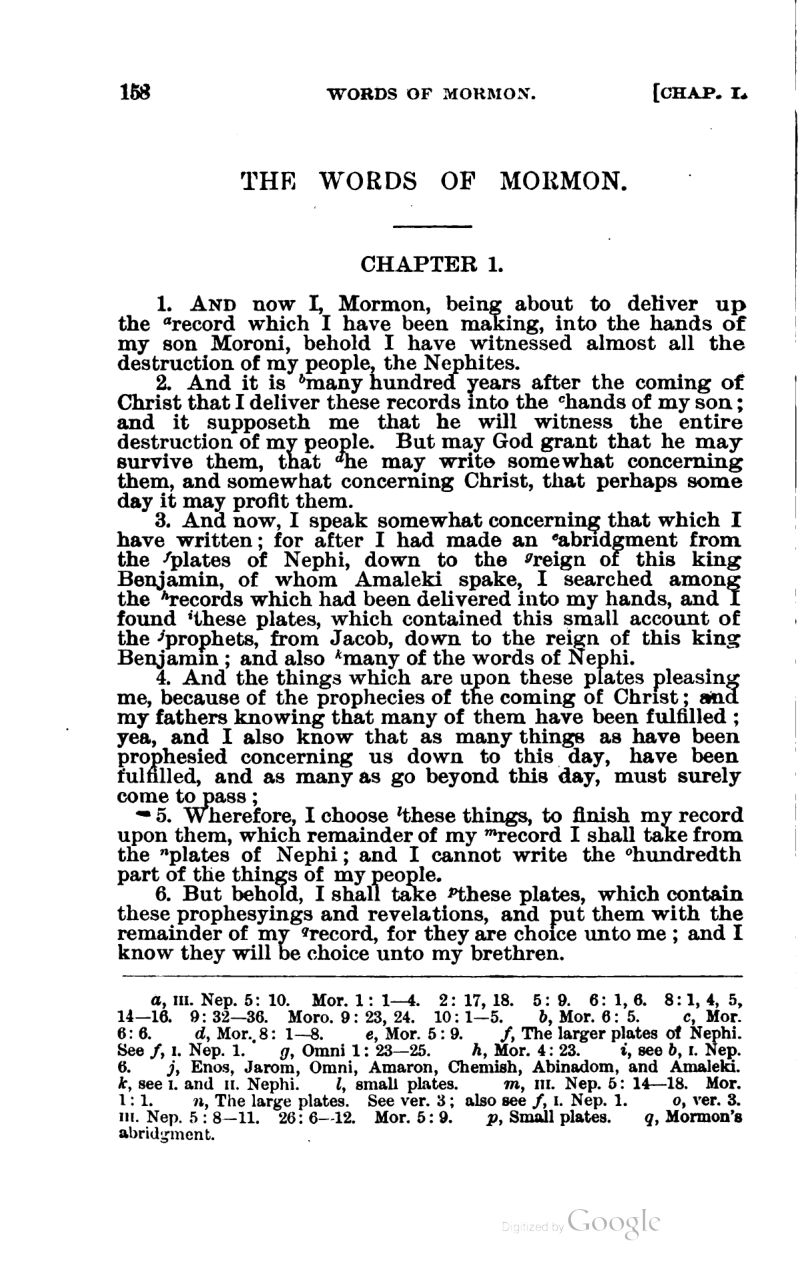 158 WORDS OF MORMON. [CHAP. I.
THE WORDS OF MORMON.
CHAPTER 1.
1. AND now I, Mormon, being about to deliver up
the ᵃrecord which I have been making, into the hands of
my son Moroni, behold I have witnessed almost all the
destruction of my people, the Nephites.
2. And it is ᵇmany hundred years after the coming of
Christ that I deliver these records into the ᶜhands of my son;
and it supposeth me that he will witness the entire
destruction of my people. But may God grant that he may
survive them, that ᵈhe may write somewhat concerning
them, and somewhat concerning Christ, that perhaps some
day it may profit them.
3. And now, I speak somewhat concerning that which I
have written; for after I had made an ᵉabridgment from
the ᶠplates of Nephi, down to the ᵍreign of this king
Benjamin, of whom Amaleki spake, I searched among
the ʰrecords which had been delivered into my hands, and I
found ⁱthese plates, which contained this small account of
the ʲprophets, from Jacob, down to the reign of this king
Benjamin; and also ᵏmany of the words of Nephi.
4. And the things which are upon these plates pleasing
me, because of the prophecies of the coming of Christ; and
my fathers knowing that many of them have been fulfilled;
yea, and I also know that as many things as have been
prophesied concerning us down to this day, have been
fulfilled, and as many as go beyond this day, must surely
come to pass;
5. Wherefore, I choose ˡthese things, to finish my record
upon them, which remainder of my ᵐrecord I shall take from
the ⁿplates of Nephi; and I cannot write the ᵒhundredth
part of the things of my people.
6. But behold, I shall take ᵖthese plates, which contain
these prophesyings and revelations, and put them with the
remainder of my qrecord, for they are choice unto me; and I
know they will be choice unto my brethren.
a, III. Nep. 5: 10. Mor. 1: 1—4. 2: 17, 18. 5: 9. 6: 1, 6. 8: 1, 4, 5,
14—16. 9: 32—36. Moro. 9: 23, 24. 10: 1—5. b, Mor. 6: 5. c, Mor.
6: 6. d, Mor. 8: 1—8. e, Mor. 5: 9. f, The larger plates of Nephi.
See f, I. Nep. 1. g, Omni 1: 23—25. h, Mor. 4: 23. i, see b, I. Nep.
6. j, Enos, Jarom, Omni, Amaron, Chemish, Abinadom, and Amaleki.
k, see I. and II. Nephi. l, small plates. m, III. Nep. 5: 14—18. Mor.
1: 1. n, The large plates. See ver. 3; also see f, I. Nep. 1. o, ver. 3.
III. Nep. 5: 8—11. 26: 6—12. Mor. 5: 9. p, Small plates. q, Mormon's
abridgment.
Digitized by Google